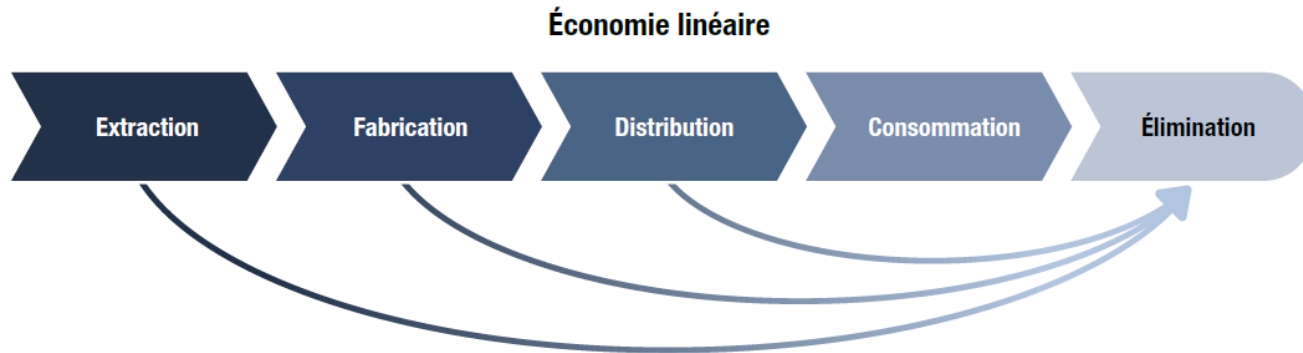 Économie linéaire
Extraction
Fabrication
Distribution
Consommation
Élimination